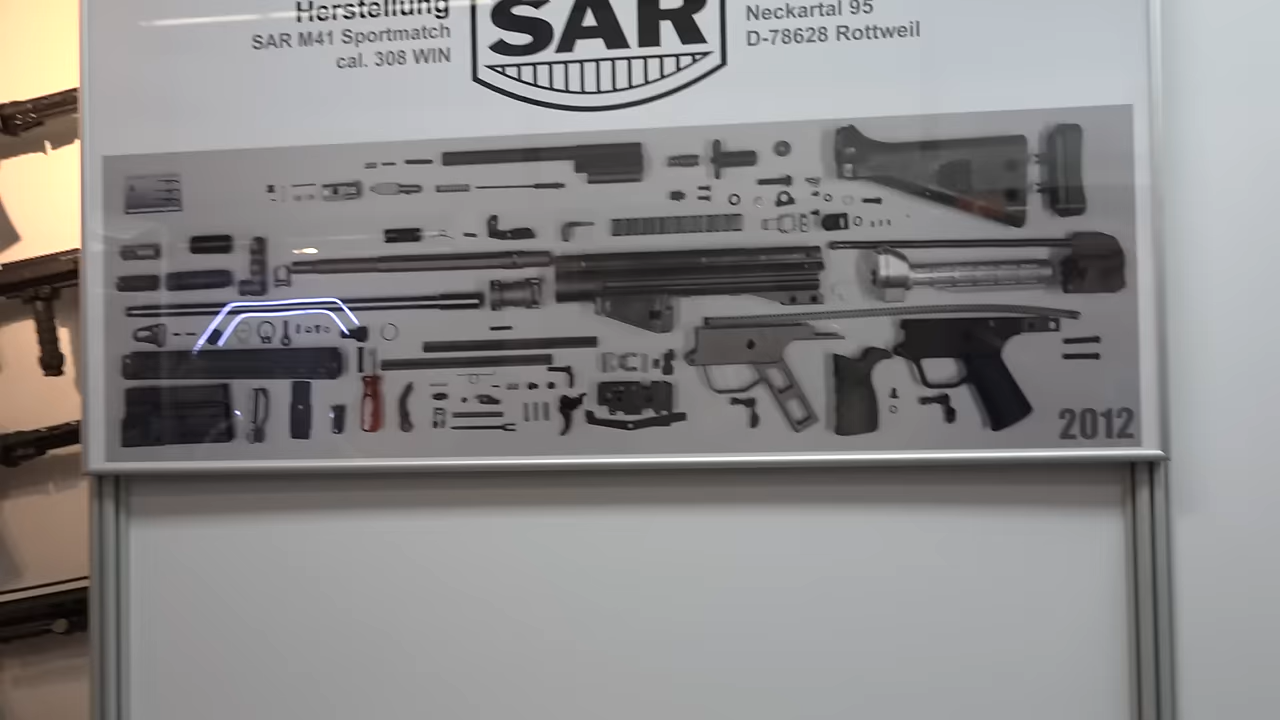 Herstellung
SAR M41 Sportmatch
cal. 308 WIN
SAR
Neckartal 95
D-78628 Rottweil
2012